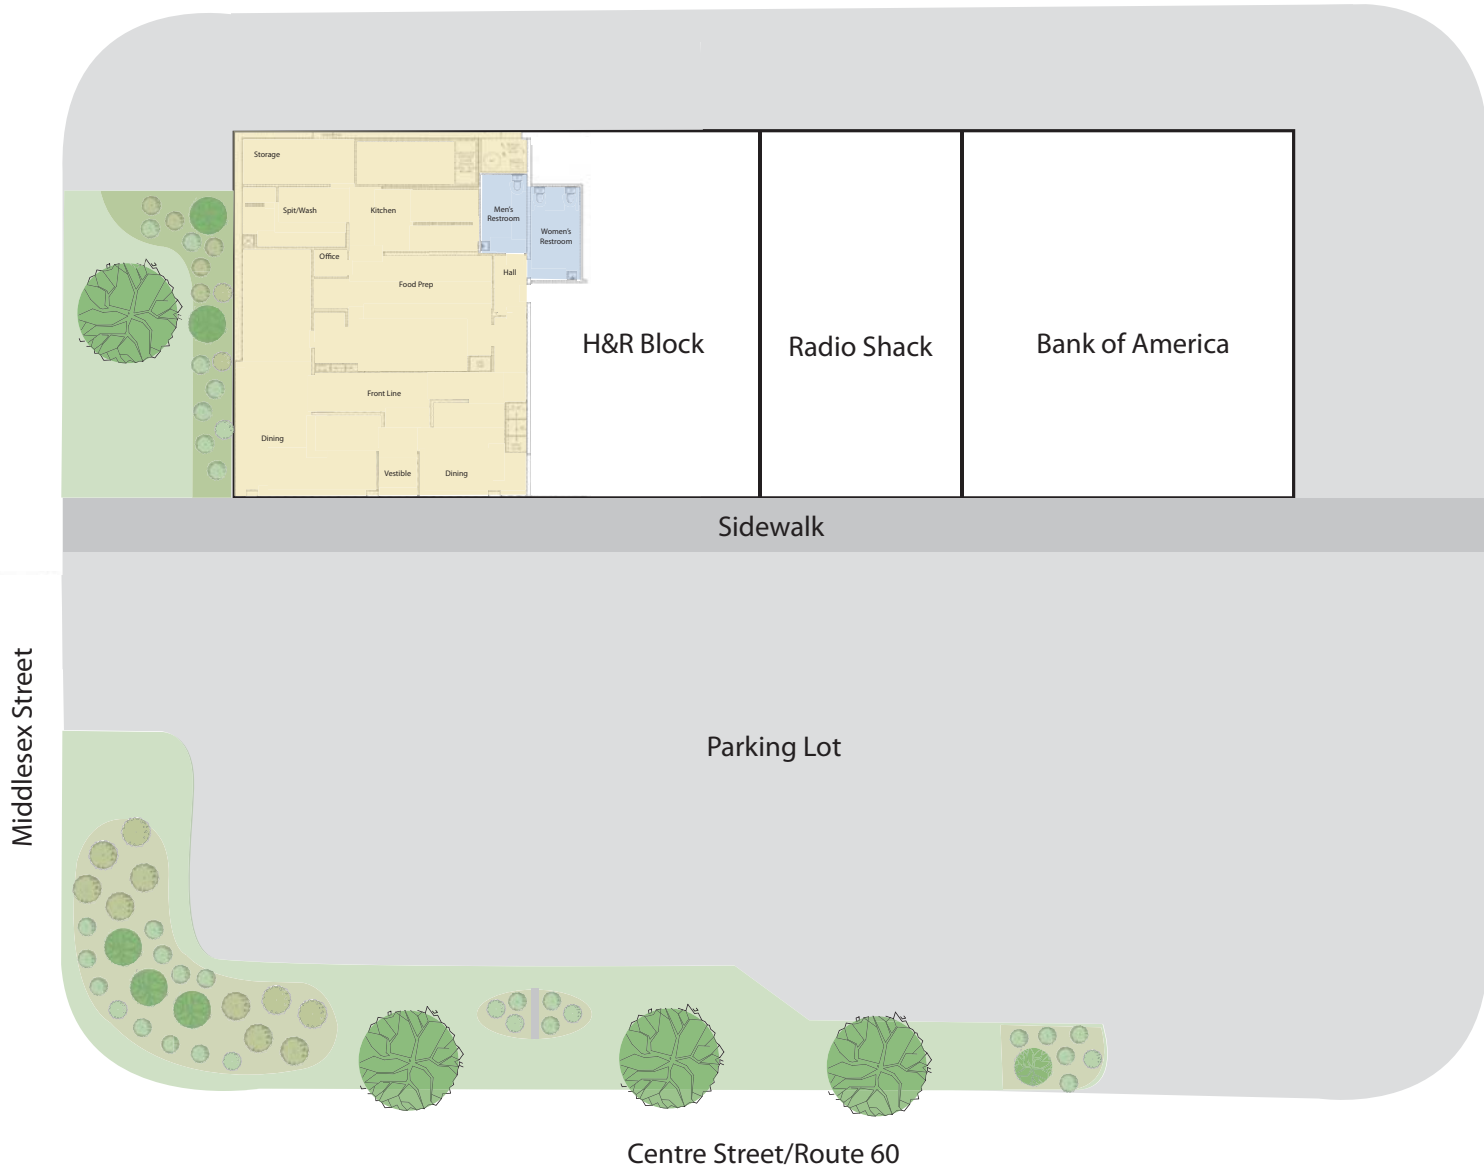 Storage
Spit/Wash
Kitchen
Men's
Restroom
Women's
Restroom
Office
Hall
Food Prep
H&R Block
Radio Shack
Bank of America
Front Line
Dining
Vestible
Dining
Sidewalk
Middlesex Street
Parking Lot
Centre Street/Route 60